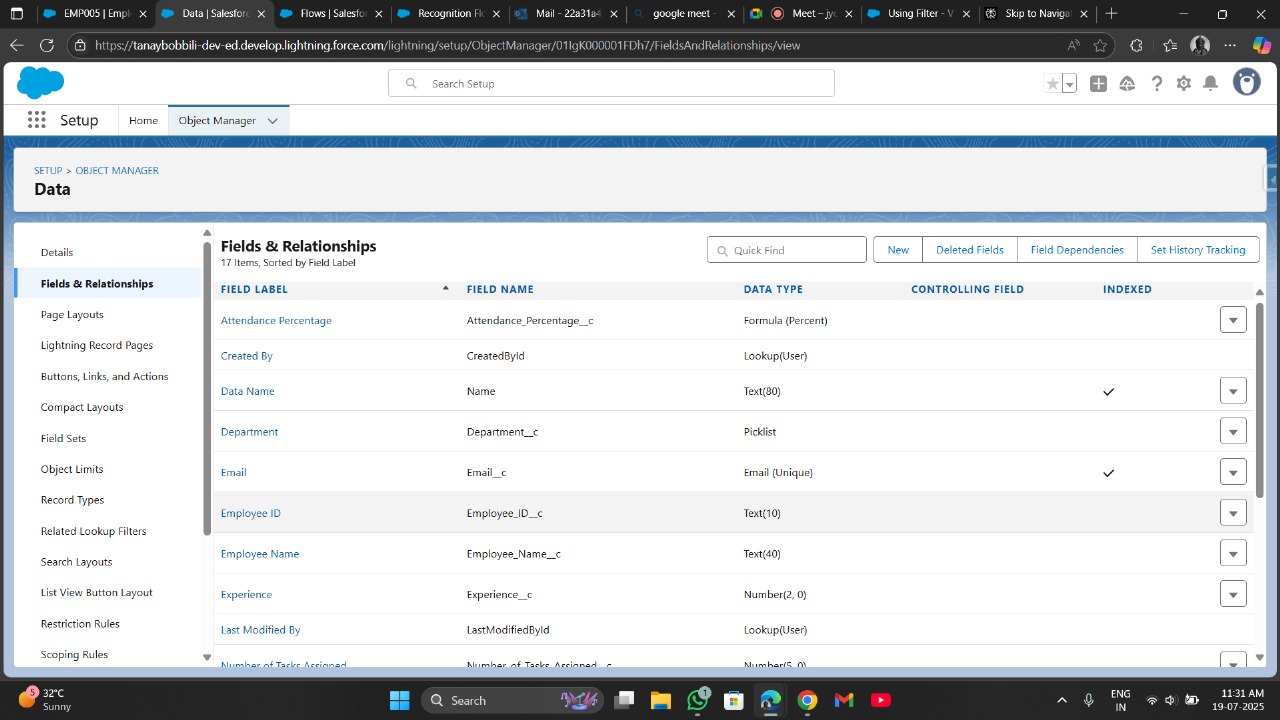 EMP005 | Emplo
Data | Salesforc
Flows | Salesfor
Recognition Flo
Mail - 22a31a4
google meet -
Meet – jyc
Using Filter - V
Skip to Navigat
https://tanaybobbili-dev-ed.develop.lightning.force.com/lightning/setup/ObjectManager/01IgK000001FDh7/FieldsAndRelationships/view
Search Setup
Setup Home Object Manager
SETUP > OBJECT MANAGER
Data
Details
Fields & Relationships
Page Layouts
Lightning Record Pages
Buttons, Links, and Actions
Compact Layouts
Field Sets
Object Limits
Record Types
Related Lookup Filters
Search Layouts
List View Button Layout
Restriction Rules
Scoping Rules
Fields & Relationships
17 Items, Sorted by Field Label
Quick Find New Deleted Fields Field Dependencies Set History Tracking
FIELD LABEL FIELD NAME DATA TYPE CONTROLLING FIELD INDEXED
Attendance Percentage Attendance_Percentage__c Formula (Percent)
Created By CreatedById Lookup(User)
Data Name Name Text(80)
Department Department__c Picklist
Email Email__c Email (Unique)
Employee ID Employee_ID__c Text(10)
Employee Name Employee_Name__c Text(40)
Experience Experience__c Number(2, 0)
Last Modified By LastModifiedById Lookup(User)
Number of Tasks Assigned Number_of_Tasks_Assigned__c Number(5, 0)
5
32°C
Sunny
Search
1
ENG
IN
11:31 AM
19-07-2025